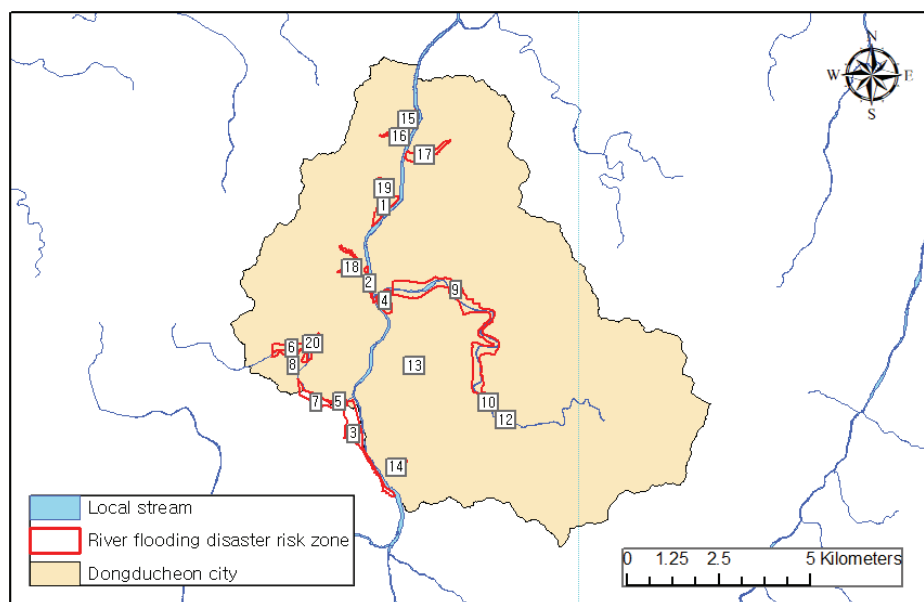 N
W E
S
15
16
17
19
1
18
2
4
9
6
20
8
13
7
5
10
12
3
14
Local stream
River flooding disaster risk zone
Dongducheon city
0 1.25 2.5 5 Kilometers